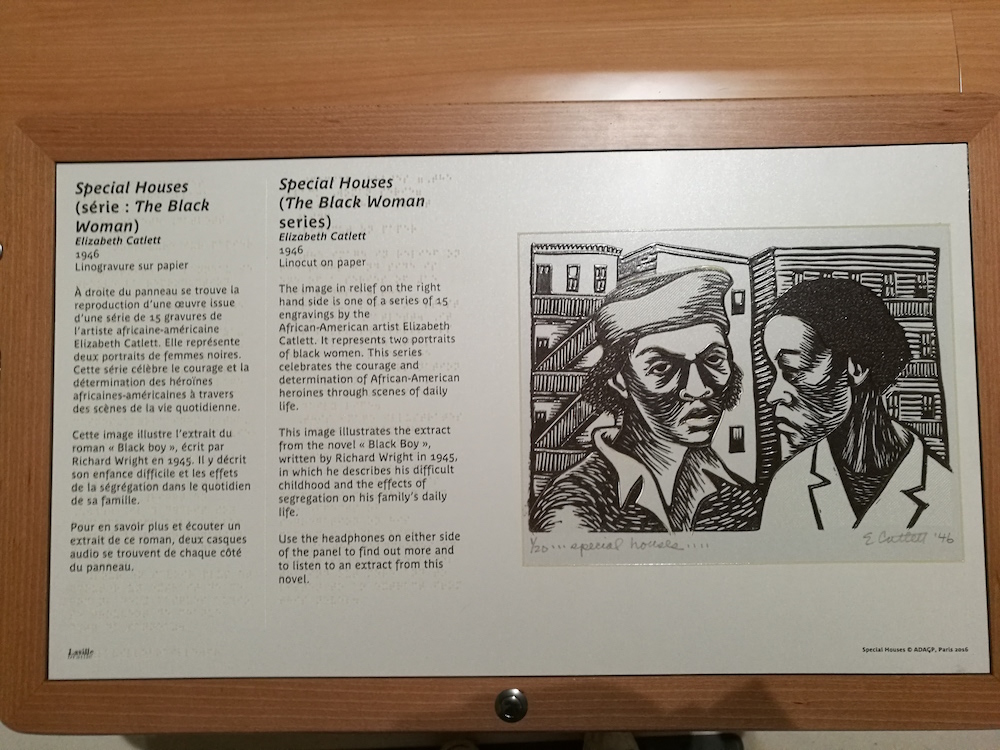 Special Houses
(série : The Black
Woman)
Elizabeth Catlett
1946
Linogravure sur papier
À droite du panneau se trouve la
reproduction d'une œuvre issue
d'une série de 15 gravures de
l'artiste africaine-américaine
Elizabeth Catlett. Elle représente
deux portraits de femmes noires.
Cette série célèbre le courage et la
détermination des héroïnes
africaines-américaines à travers
des scènes de la vie quotidienne.
Cette image illustre l'extrait du
roman « Black boy », écrit par
Richard Wright en 1945. Il y décrit
son enfance difficile et les effets
de la ségrégation dans le quotidien
de sa famille.
Pour en savoir plus et écouter un
extrait de ce roman, deux casques
audio se trouvent de chaque côté
du panneau.
Special Houses
(The Black Woman
series)
Elizabeth Catlett
1946
Linocut on paper
The image in relief on the right
hand side is one of a series of 15
engravings by the
African-American artist Elizabeth
Catlett. It represents two portraits
of black women. This series
celebrates the courage and
determination of African-American
heroines through scenes of daily
life.
This image illustrates the extract
from the novel « Black Boy »,
written by Richard Wright in 1945,
in which he describes his difficult
childhood and the effects of
segregation on his family's daily
life.
Use the headphones on either side
of the panel to find out more and
to listen to an extract from this
novel.
1/20 ... special houses ....
E Catlett '46
Special Houses © ADAGP, Paris 2016